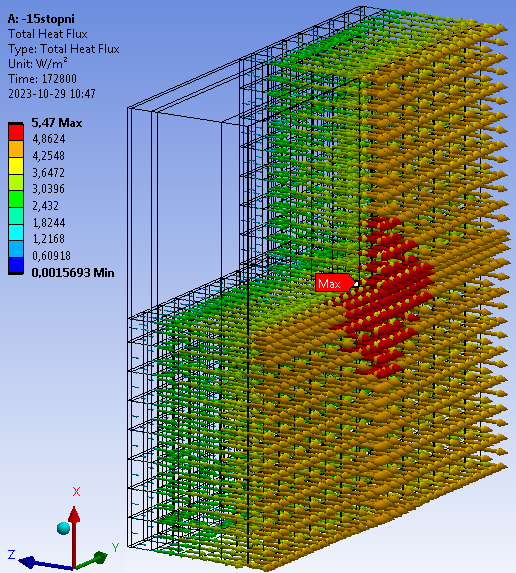 A: -15stopni
Total Heat Flux
Type: Total Heat Flux
Unit: W/m²
Time: 172800
2023-10-29 10:47
5,47 Max
4,8624
4,2548
3,6472
3,0396
2,432
1,8244
1,2168
0,60918
0,0015693 Min
Max
X
Y
Z